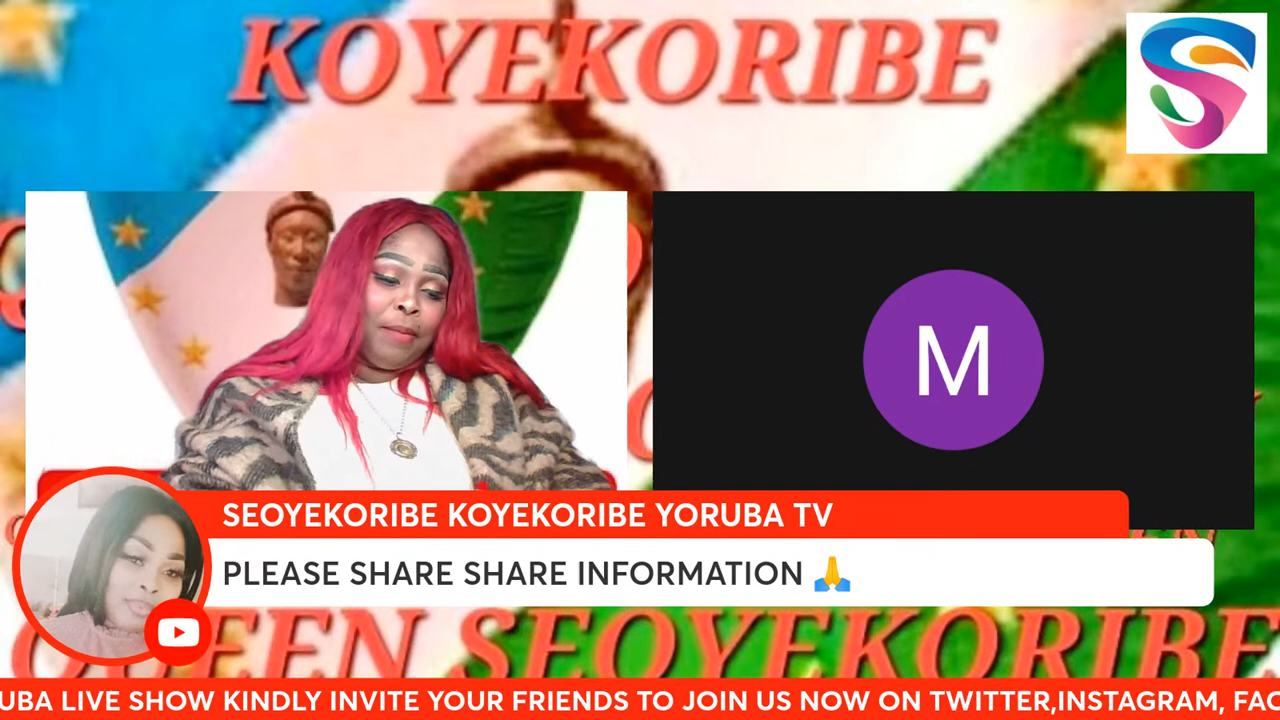 KOYEKORIBE
M
SEOYEKORIBE KOYEKORIBE YORUBA TV
PLEASE SHARE SHARE INFORMATION 🙏
QUEEN SEOYEKORIBE
UBA LIVE SHOW KINDLY INVITE YOUR FRIENDS TO JOIN US NOW ON TWITTER,INSTAGRAM, FAC